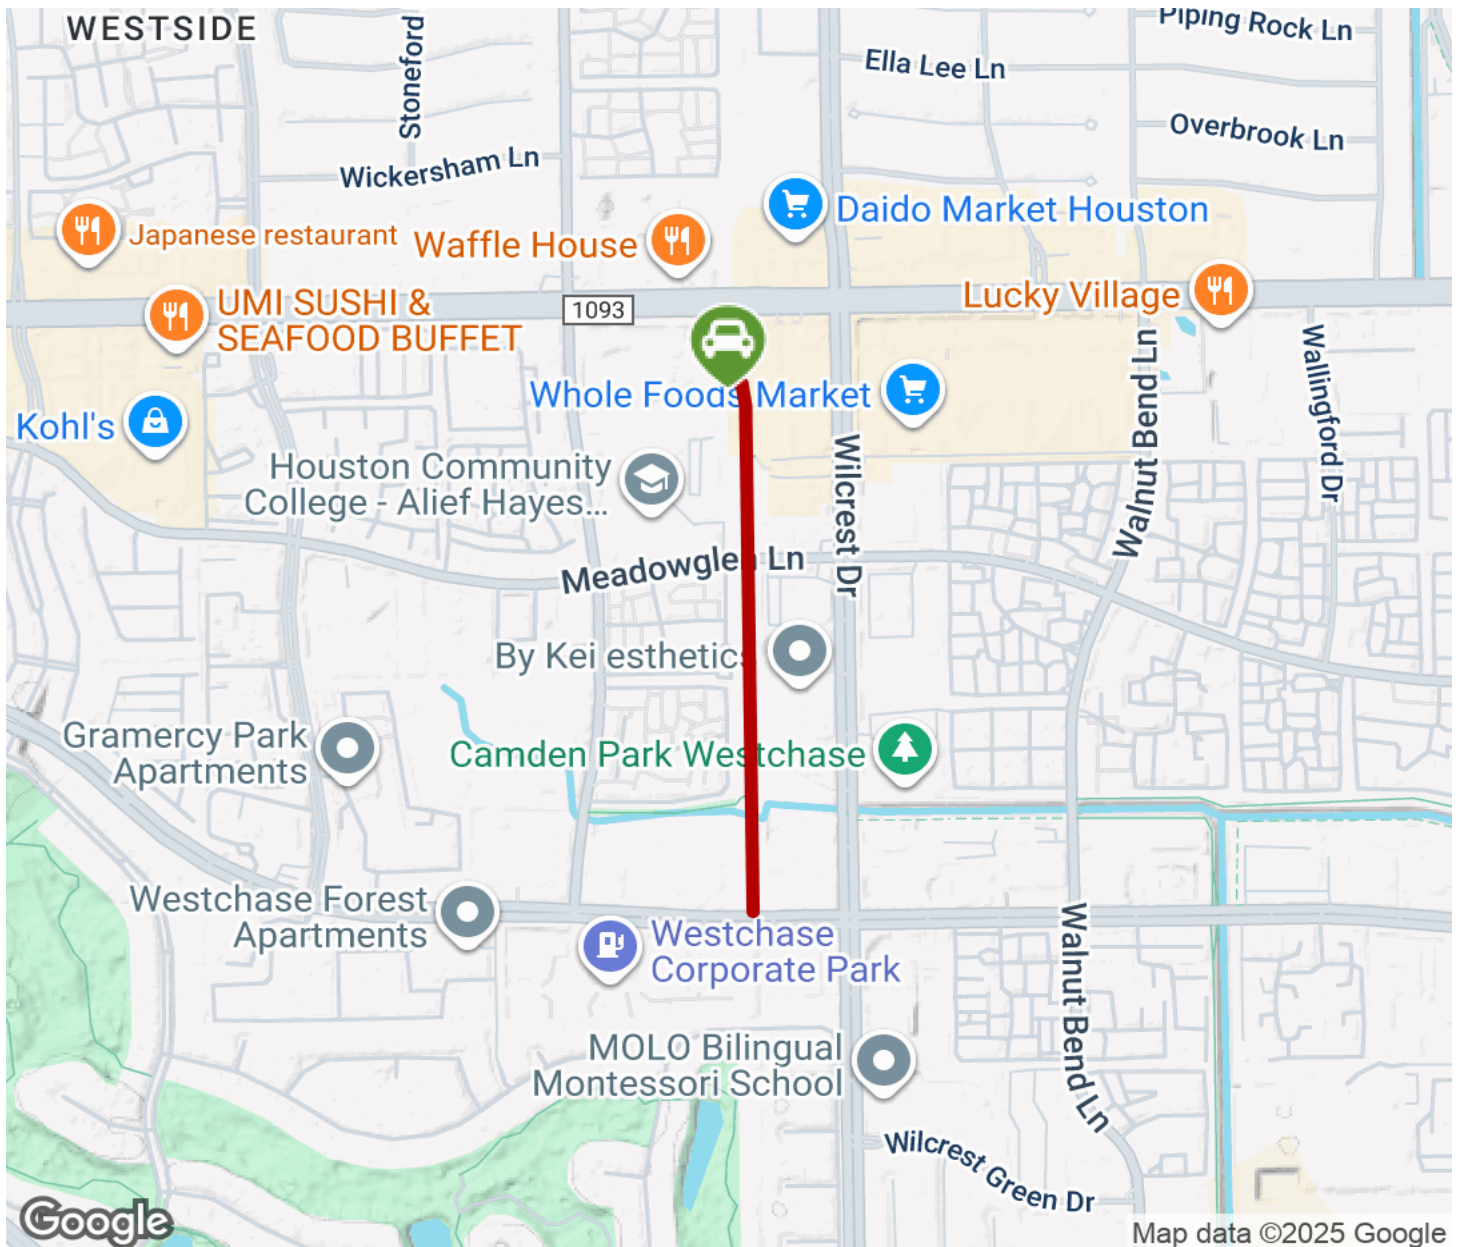 WESTSIDE
Stoneford
Piping Rock Ln
Ella Lee Ln
Overbrook Ln
Wickersham Ln
Japanese restaurant
Waffle House
Daido Market Houston
UMI SUSHI &
SEAFOOD BUFFET
1093
Lucky Village
Kohl's
Whole Foods Market
Wallingford Dr
Walnut Bend Ln
Houston Community
College - Alief Hayes...
Wilcrest Dr
Meadowglen Ln
By Kei esthetics
Gramercy Park
Apartments
Camden Park Westchase
Westchase Forest
Apartments
Westchase
Corporate Park
Walnut Bend Ln
MOLO Bilingual
Montessori School
Wilcrest Green Dr
Google
Map data ©2025 Google